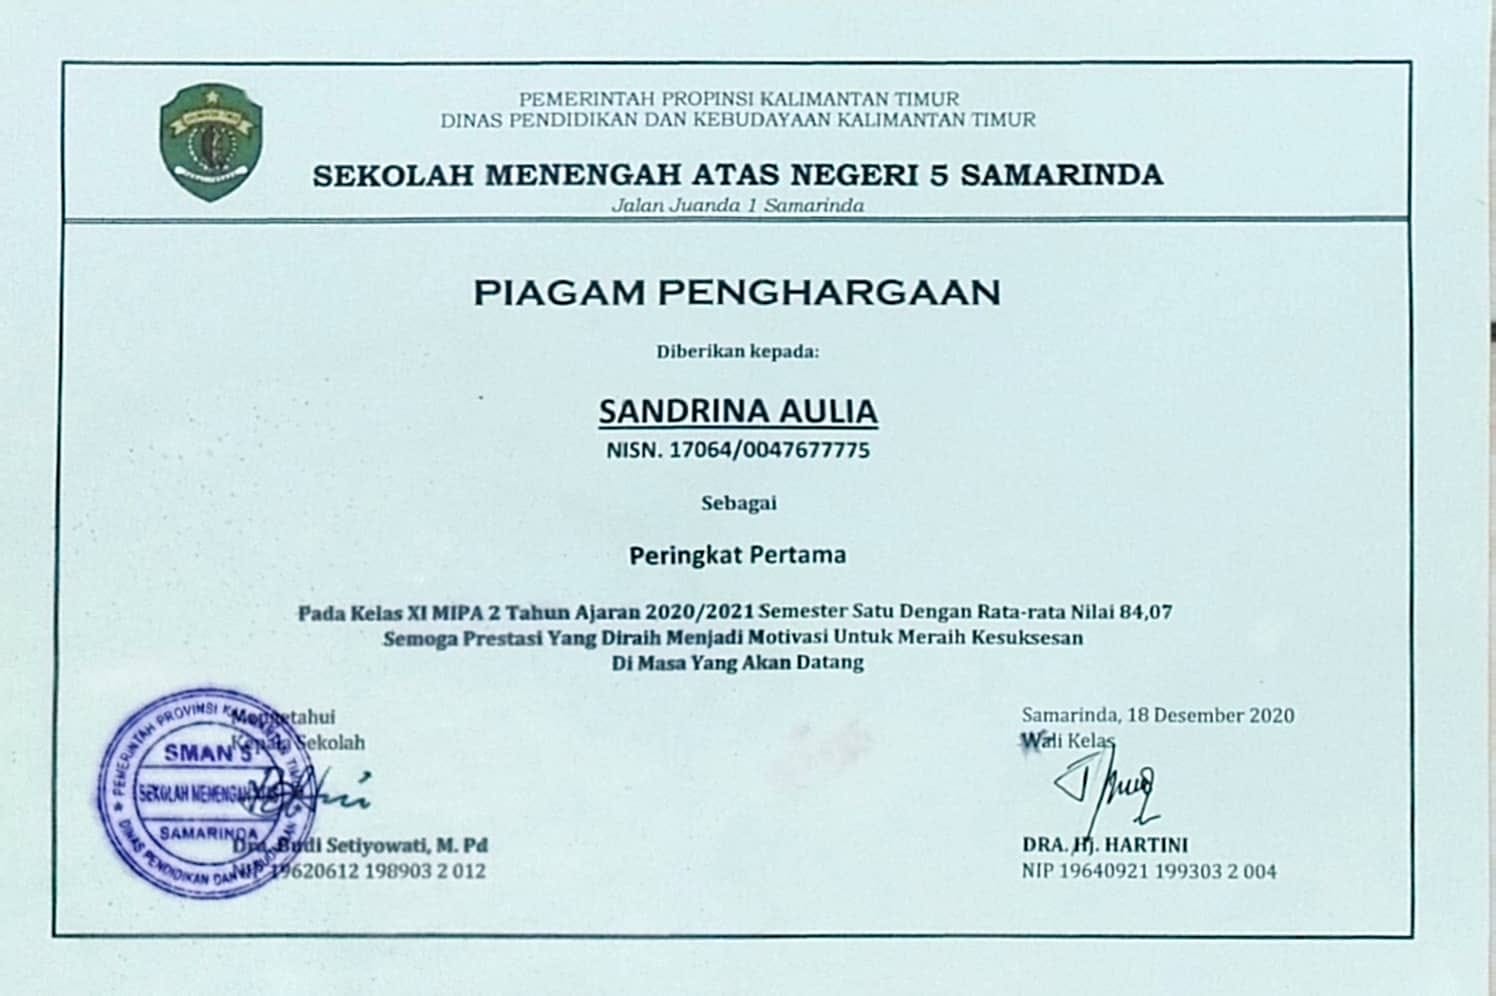 PEMERINTAH PROPINSI KALIMANTAN TIMUR
DINAS PENDIDIKAN DAN KEBUDAYAAN KALIMANTAN TIMUR
SEKOLAH MENENGAH ATAS NEGERI 5 SAMARINDA
Jalan Juanda 1 Samarinda
PIAGAM PENGHARGAAN
Diberikan kepada:
SANDRINA AULIA
NISN. 17064/0047677775
Sebagai
Peringkat Pertama
Pada Kelas XI MIPA 2 Tahun Ajaran 2020/2021 Semester Satu Dengan Rata-rata Nilai 84,07
Semoga Prestasi Yang Diraih Menjadi Motivasi Untuk Meraih Kesuksesan
Di Masa Yang Akan Datang
Mengetahui
Kepala Sekolah
PEMERINTAH PROVINSI KALIMANTAN TIMUR
SMAN 5
SEKOLAH MENENGAH ATAS
SAMARINDA
DINAS PENDIDIKAN DAN KEBUDAYAAN
Dra. Budi Setiyowati, M. Pd
NIP 19620612 198903 2 012
Samarinda, 18 Desember 2020
Wali Kelas
DRA. Hj. HARTINI
NIP 19640921 199303 2 004